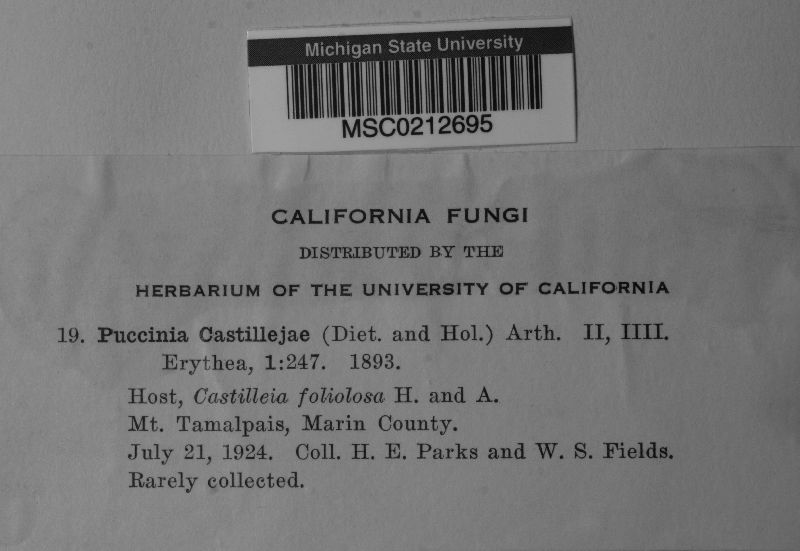 Michigan State University
MSC0212695
CALIFORNIA FUNGI
DISTRIBUTED BY THE
HERBARIUM OF THE UNIVERSITY OF CALIFORNIA
19. Puccinia Castillejae (Diet. and Hol.) Arth. II, IIII.
Erythea, 1:247. 1893.
Host, Castilleia foliolosa H. and A.
Mt. Tamalpais, Marin County.
July 21, 1924. Coll. H. E. Parks and W. S. Fields.
Rarely collected.